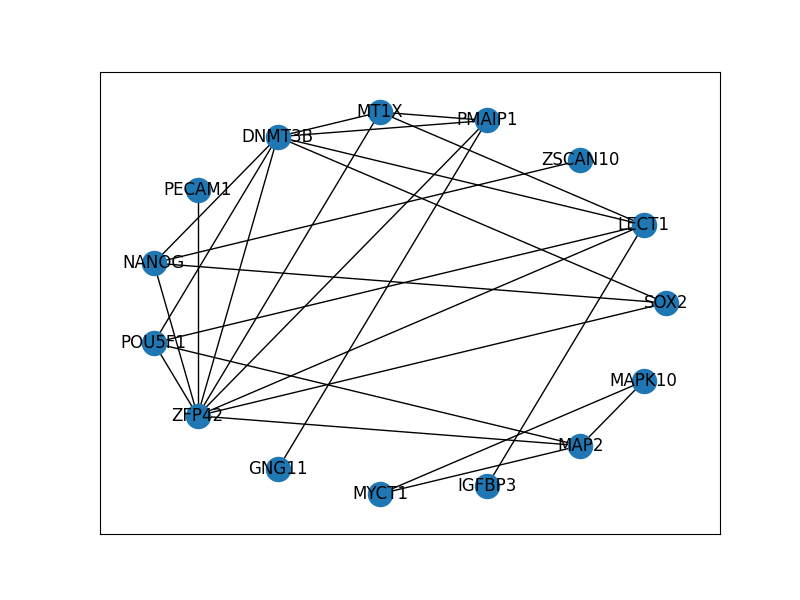 MT1X
PMAIP1
DNMT3B
ZSCAN10
PECAM1
LECT1
NANOG
SOX2
POU5F1
MAPK10
ZFP42
MAP2
GNG11
IGFBP3
MYCT1